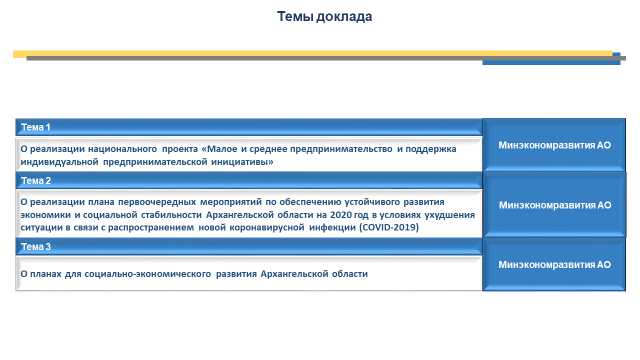 Темы доклада
Тема 1
О реализации национального проекта «Малое и среднее предпринимательство и поддержка
индивидуальной предпринимательской инициативы»
Минэкономразвития АО
Тема 2
О реализации плана первоочередных мероприятий по обеспечению устойчивого развития
экономики и социальной стабильности Архангельской области на 2020 год в условиях ухудшения
ситуации в связи с распространением новой коронавирусной инфекции (COVID-2019)
Минэкономразвития АО
Тема 3
О планах для социально-экономического развития Архангельской области
Минэкономразвития АО